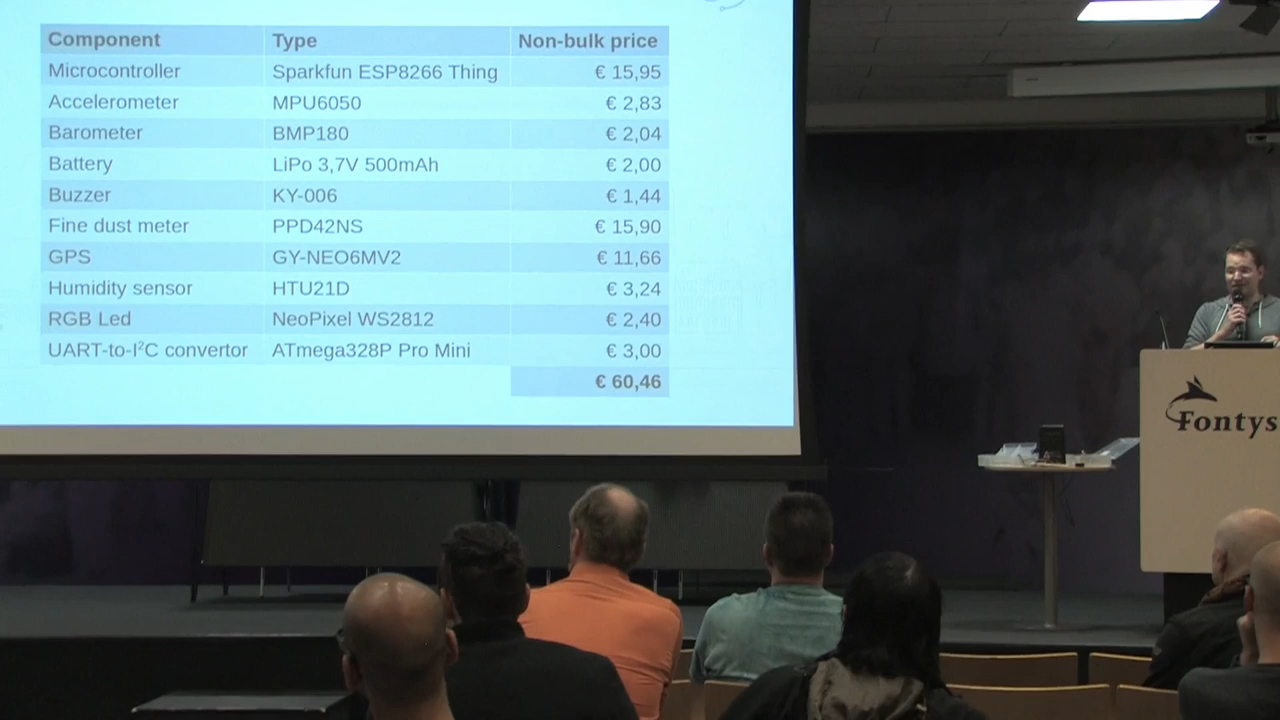 Component Type Non-bulk price
Microcontroller Sparkfun ESP8266 Thing € 15,95
Accelerometer MPU6050 € 2,83
Barometer BMP180 € 2,04
Battery LiPo 3,7V 500mAh € 2,00
Buzzer KY-006 € 1,44
Fine dust meter PPD42NS € 15,90
GPS GY-NEO6MV2 € 11,66
Humidity sensor HTU21D € 3,24
RGB Led NeoPixel WS2812 € 2,40
UART-to-I²C convertor ATmega328P Pro Mini € 3,00
€ 60,46
Fontys